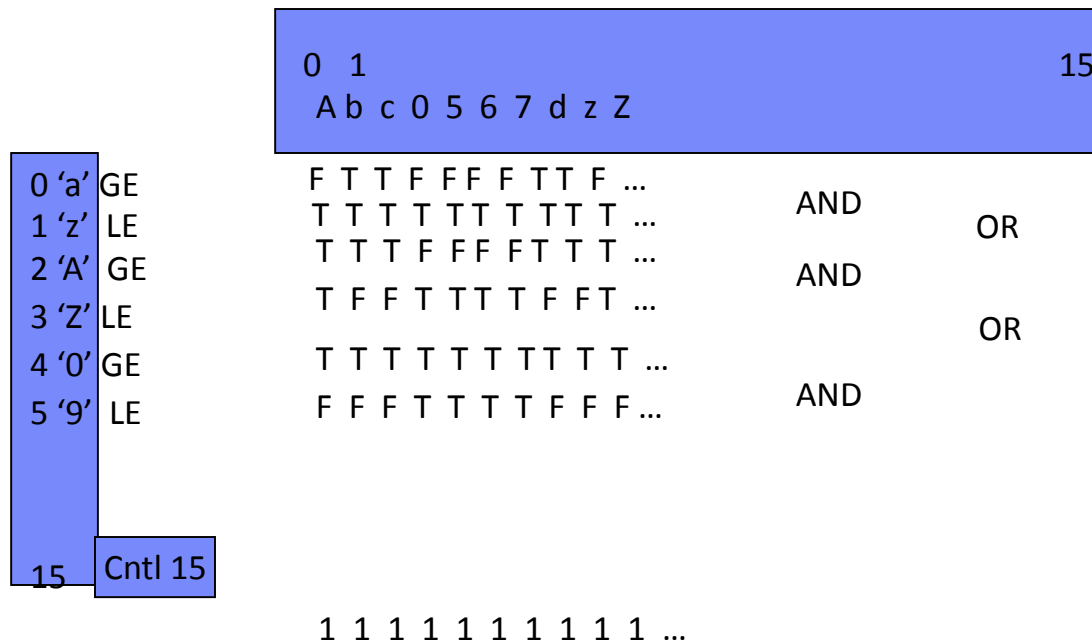 0 1 15
A b c 0 5 6 7 d z Z
0 ‘a’ GE F T T F F F F T T F ... AND
1 ‘z’ LE T T T T T T T T T T ... OR
2 ‘A’ GE T T T F F F F T T T ... AND
3 ‘Z’ LE T F F T T T T F F T ... OR
4 ‘0’ GE T T T T T T T T T T ...
5 ‘9’ LE F F F T T T T F F F ... AND
15 Cntl 15
1 1 1 1 1 1 1 1 1 1 ...